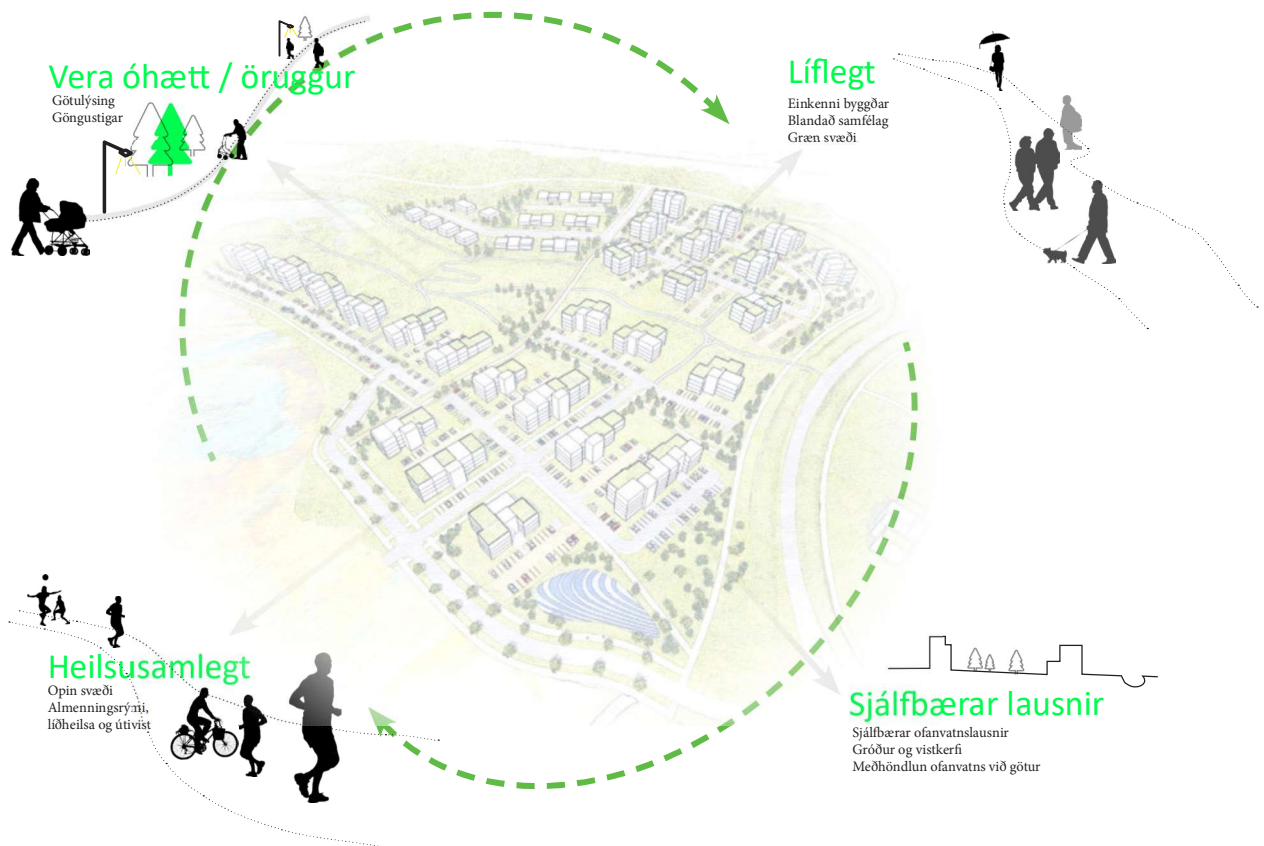 Vera óhætt / öruggur
Götulýsing
Göngustigar
Líflegt
Einkenni byggðar
Blandað samfélag
Græn svæði
Heilsusamlegt
Opin svæði
Almenningsrými,
líðheilsa og útivist
Sjálfbærar lausnir
Sjálfbærar ofanvatnslausnir
Gróður og vistkerfi
Meðhöndlun ofanvatns við götur